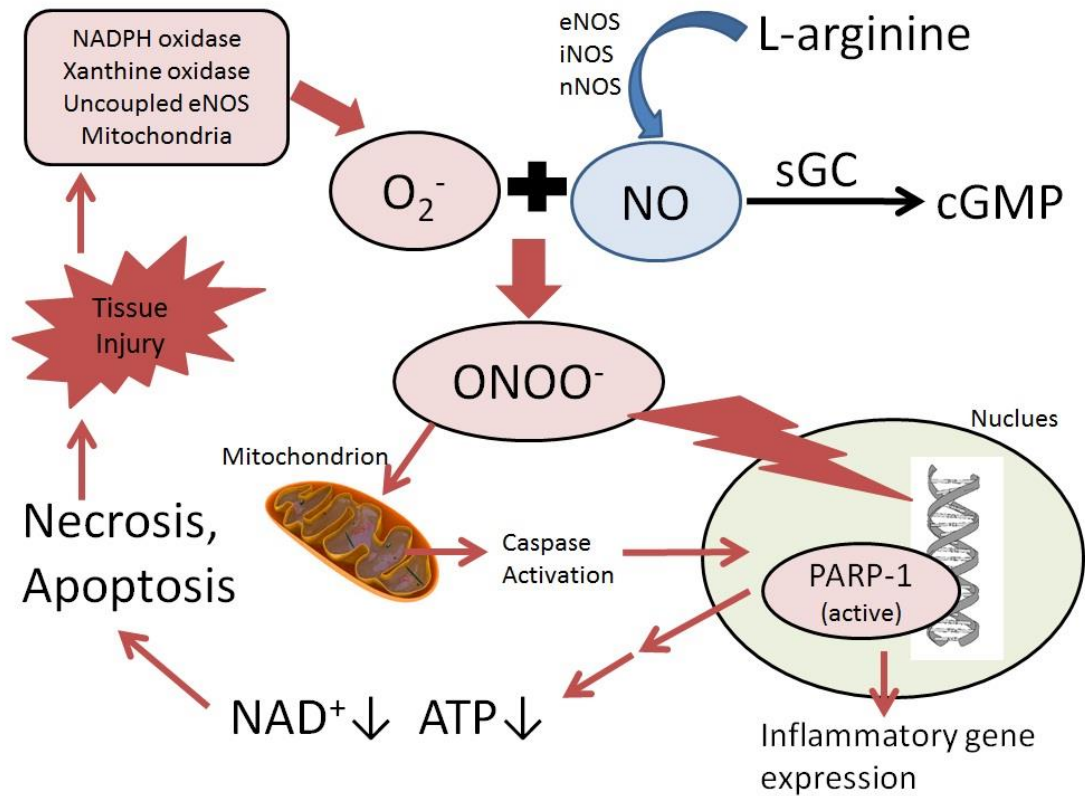 NADPH oxidase
Xanthine oxidase
Uncoupled eNOS
Mitochondria
eNOS
iNOS
nNOS
L-arginine
O₂⁻
NO
sGC
cGMP
Tissue
Injury
ONOO⁻
Nuclues
Mitochondrion
Necrosis,
Apoptosis
Caspase
Activation
PARP-1
(active)
NAD⁺↓ ATP↓
Inflammatory gene
expression